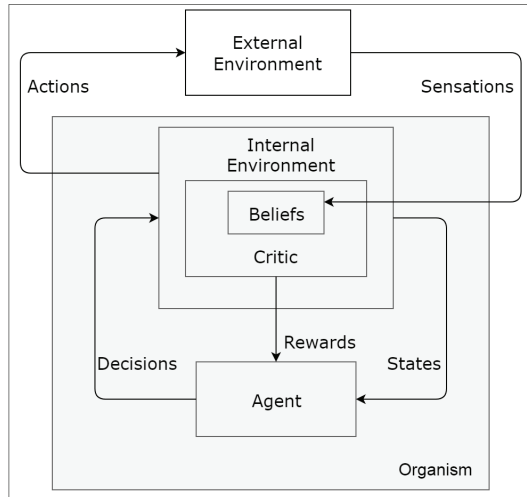 External
Environment
Actions
Sensations
Internal
Environment
Beliefs
Critic
Rewards
Decisions
States
Agent
Organism